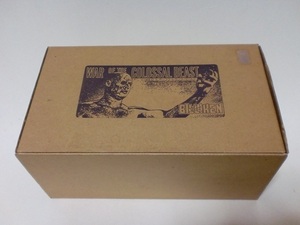 WAR OF THE COLOSSAL BEAST
BILLIKEN